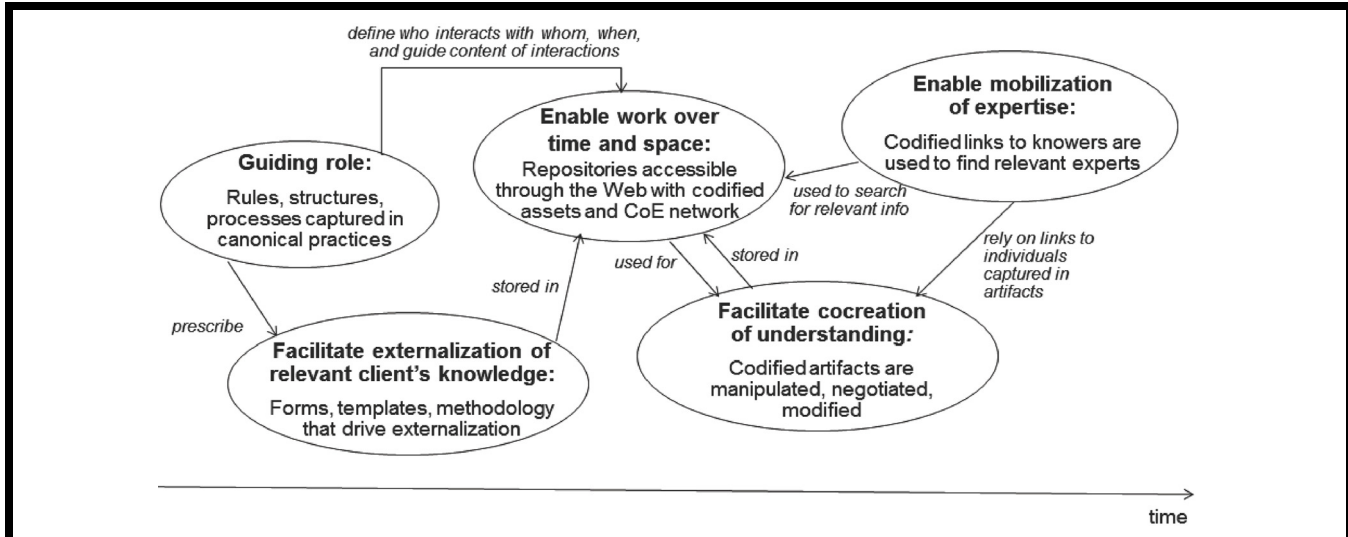 define who interacts with whom, when,
and guide content of interactions
Guiding role:
Rules, structures,
processes captured in
canonical practices
Enable work over
time and space:
Repositories accessible
through the Web with codified
assets and CoE network
Enable mobilization
of expertise:
Codified links to knowers are
used to find relevant experts
used to search
for relevant info
rely on links to
individuals
captured in
artifacts
prescribe
stored in
used for
stored in
Facilitate externalization of
relevant client's knowledge:
Forms, templates, methodology
that drive externalization
Facilitate cocreation
of understanding:
Codified artifacts are
manipulated, negotiated,
modified
time